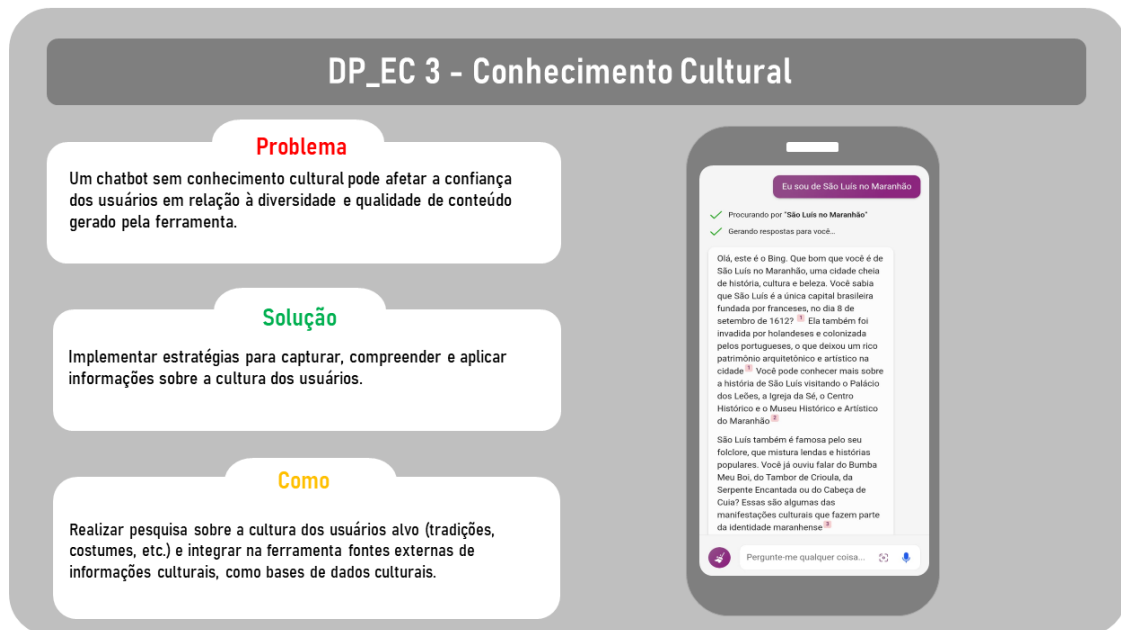 DP_EC 3 - Conhecimento Cultural
Problema
Um chatbot sem conhecimento cultural pode afetar a confiança
dos usuários em relação à diversidade e qualidade de conteúdo
gerado pela ferramenta.
Solução
Implementar estratégias para capturar, compreender e aplicar
informações sobre a cultura dos usuários.
Como
Realizar pesquisa sobre a cultura dos usuários alvo (tradições,
costumes, etc.) e integrar na ferramenta fontes externas de
informações culturais, como bases de dados culturais.
Eu sou de São Luís no Maranhão
Procurando por "São Luís no Maranhão"
Gerando respostas para você...
Olá, este é o Bing. Que bom que você é de
São Luís no Maranhão, uma cidade cheia
de história, cultura e beleza. Você sabia
que São Luís é a única capital brasileira
fundada por franceses, no dia 8 de
setembro de 1612? 1 Ela também foi
invadida por holandeses e colonizada
pelos portugueses, o que deixou um rico
patrimônio arquitetônico e artístico na
cidade 1 Você pode conhecer mais sobre
a história de São Luís visitando o Palácio
dos Leões, a Igreja da Sé, o Centro
Histórico e o Museu Histórico e Artístico
do Maranhão 2
São Luís também é famosa pelo seu
folclore, que mistura lendas e histórias
populares. Você já ouviu falar do Bumba
Meu Boi, do Tambor de Crioula, da
Serpente Encantada ou do Cabeça de
Cuia? Essas são algumas das
manifestações culturais que fazem parte
da identidade maranhense 3
Pergunte-me qualquer coisa...